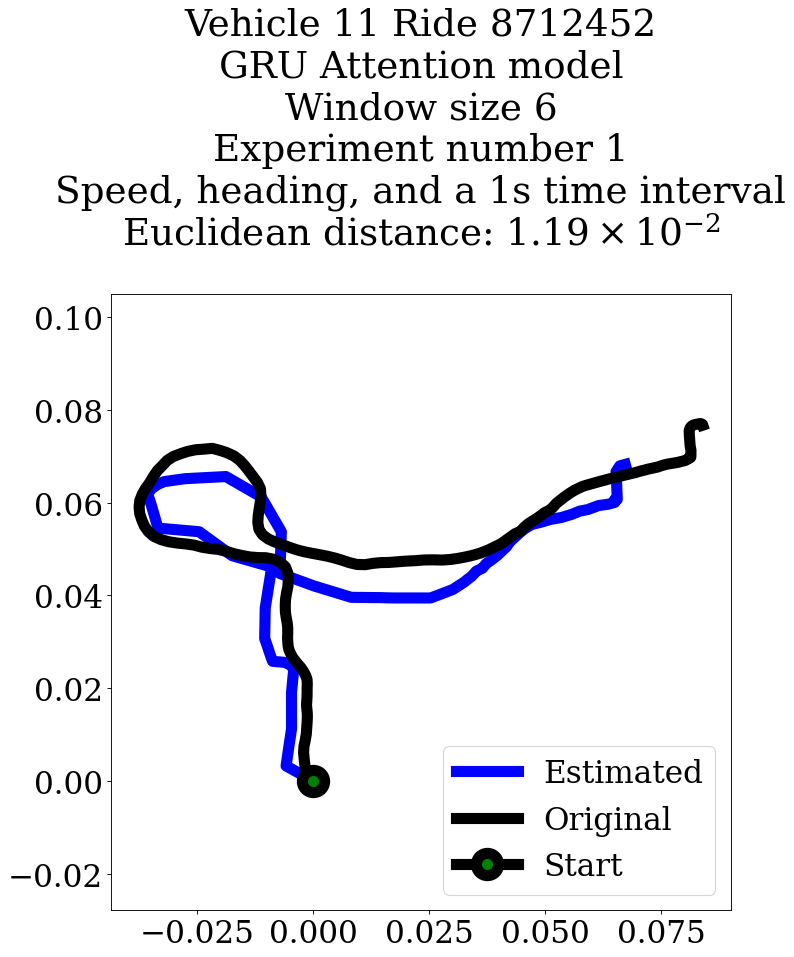 Vehicle 11 Ride 8712452
GRU Attention model
Window size 6
Experiment number 1
Speed, heading, and a 1s time interval
Euclidean distance: 1.19 × 10⁻²
0.10
0.08
0.06
0.04
0.02
0.00
−0.02
−0.025 0.000 0.025 0.050 0.075
Estimated
Original
Start